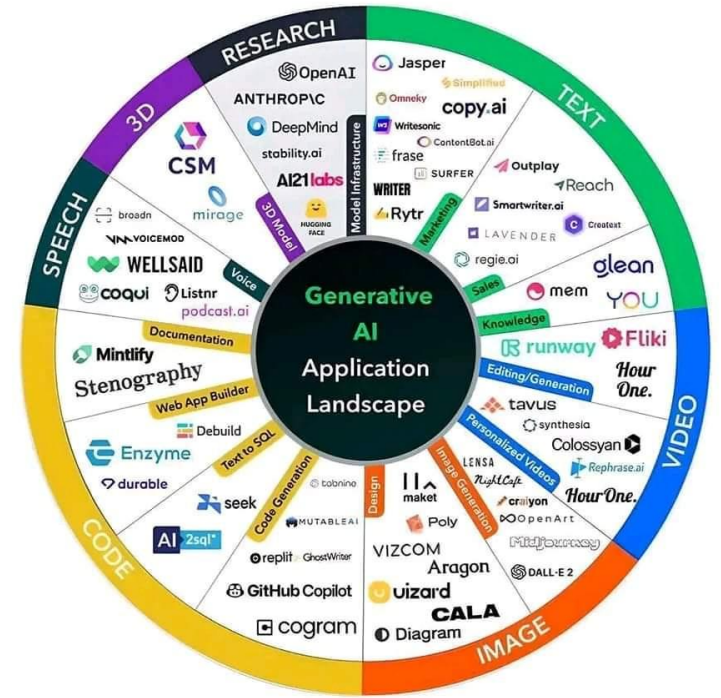 Generative
AI
Application
Landscape
RESEARCH
Model Infrastructure
OpenAI
ANTHROP\C
DeepMind
stability.ai
AI21labs
HUGGING
FACE
TEXT
Marketing
Jasper
Simplified
Omneky
copy.ai
Writesonic
ContentBot.ai
frase
SURFER
WRITER
Rytr
Sales
Outplay
Reach
Smartwriter.ai
Creatext
LAVENDER
regie.ai
Knowledge
glean
mem
YOU
VIDEO
Editing/Generation
runway
Fliki
Hour
One.
Personalized Videos
tavus
synthesia
Colossyan
Rephrase.ai
HourOne.
IMAGE
Image Generation
LENSA
NightCafe
craiyon
OpenArt
Midjourney
DALL-E 2
Design
maket
Poly
VIZCOM
Aragon
uizard
CALA
Diagram
CODE
Code Generation
tabnine
MUTABLEAI
replit GhostWriter
GitHub Copilot
cogram
Text to SQL
seek
AI 2sql
Web App Builder
Debuild
Enzyme
durable
Documentation
Mintlify
Stenography
SPEECH
Voice
broadn
VOICEMOD
WELLSAID
coqui
Listnr
podcast.ai
3D
3D Model
CSM
mirage